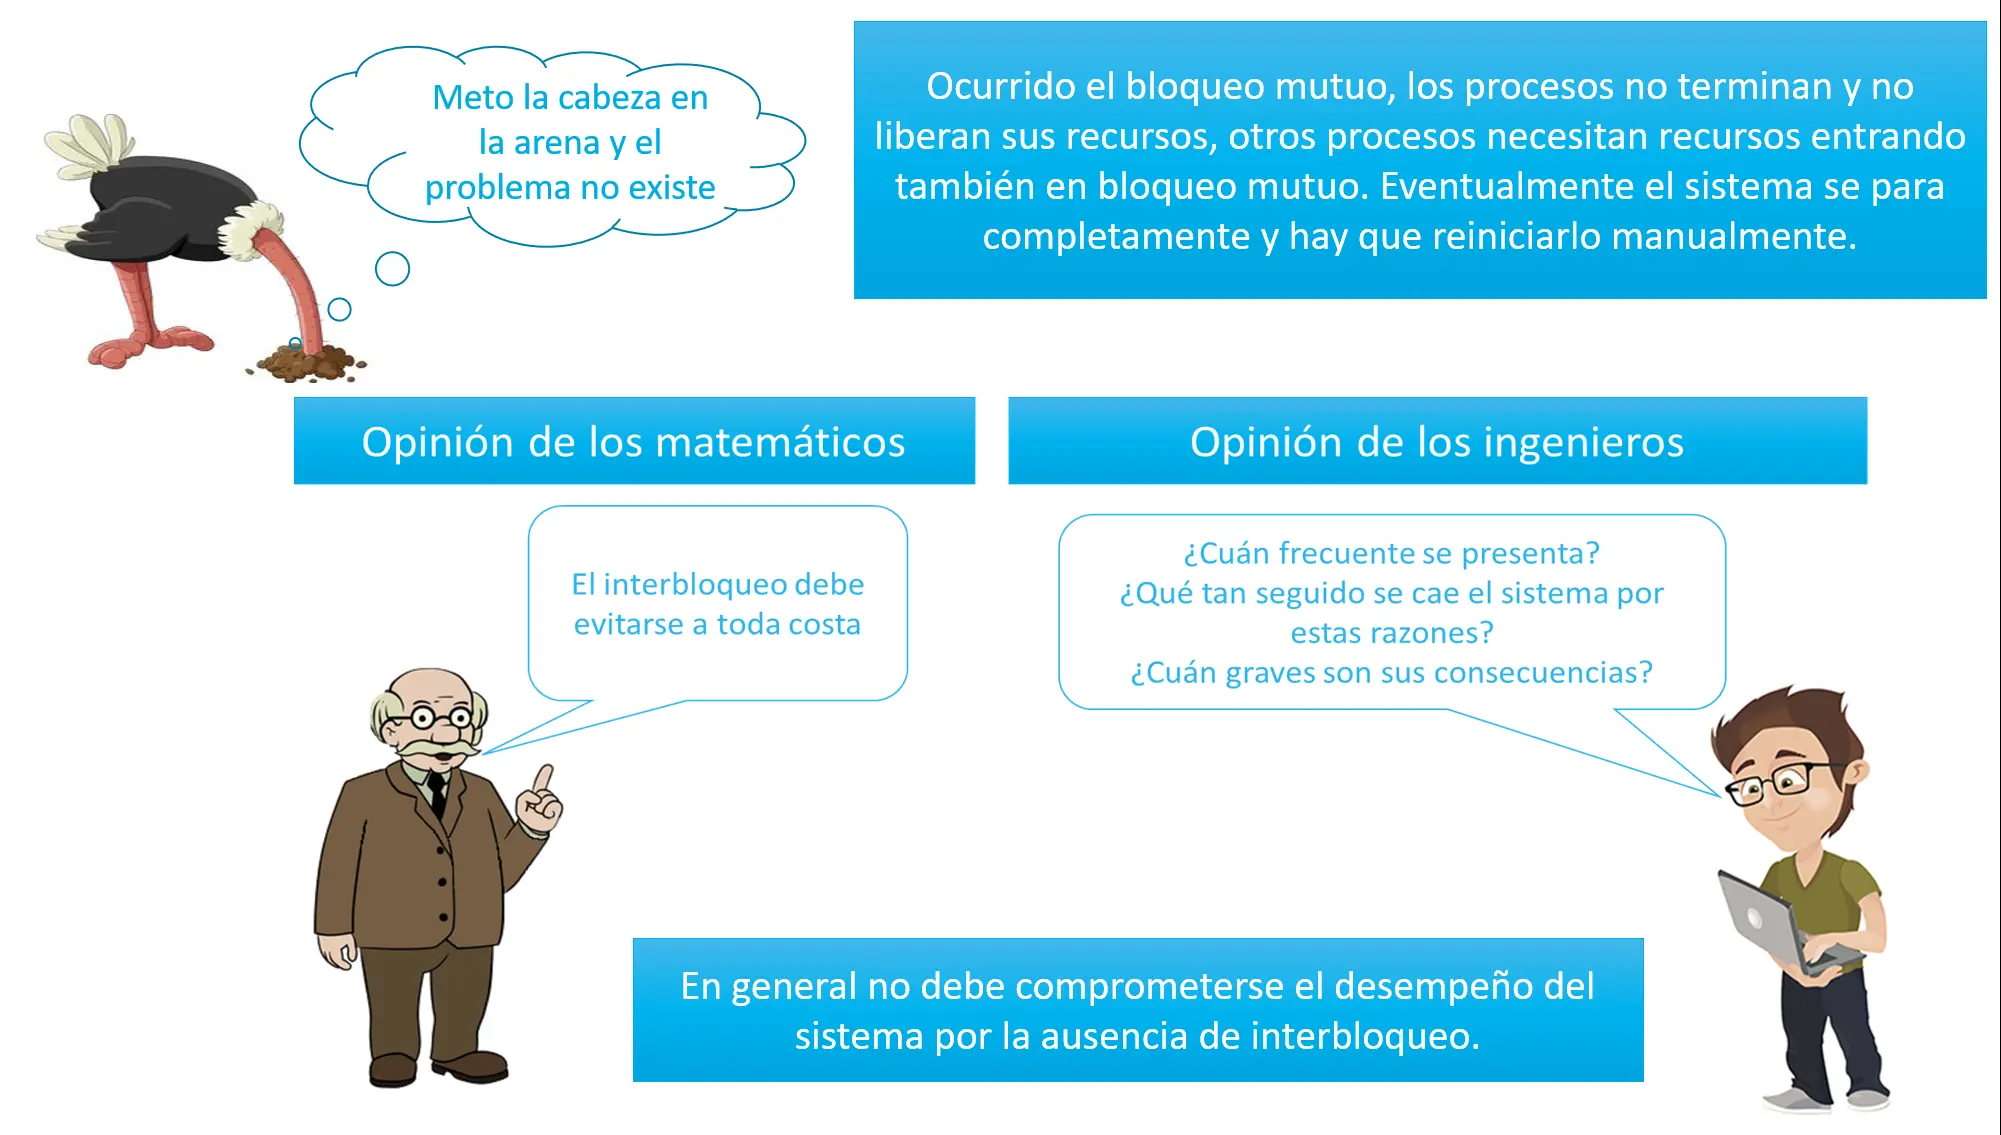 Meto la cabeza en
la arena y el
problema no existe
Ocurrido el bloqueo mutuo, los procesos no terminan y no
liberan sus recursos, otros procesos necesitan recursos entrando
también en bloqueo mutuo. Eventualmente el sistema se para
completamente y hay que reiniciarlo manualmente.
Opinión de los matemáticos
El interbloqueo debe
evitarse a toda costa
Opinión de los ingenieros
¿Cuán frecuente se presenta?
¿Qué tan seguido se cae el sistema por
estas razones?
¿Cuán graves son sus consecuencias?
En general no debe comprometerse el desempeño del
sistema por la ausencia de interbloqueo.